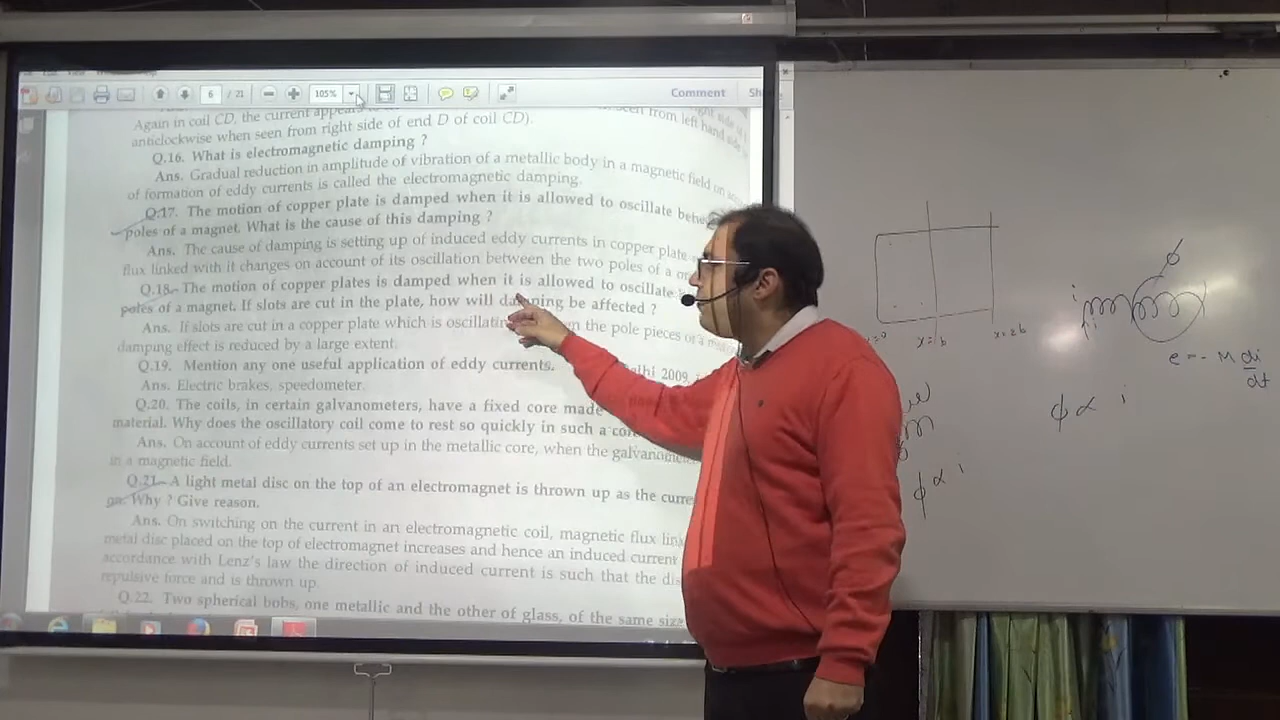 6 / 21
105%
Comment
Sh
Again in coil CD, the current appears
seen from left hand side
anticlockwise when seen from right side of end D of coil CD).
Q.16. What is electromagnetic damping ?
Ans. Gradual reduction in amplitude of vibration of a metallic body in a magnetic field on
of formation of eddy currents is called the electromagnetic damping.
Q.17. The motion of copper plate is damped when it is allowed to oscillate
poles of a magnet. What is the cause of this damping ?
Ans. The cause of damping is setting up of induced eddy currents in copper plate
flux linked with it changes on account of its oscillation between the two poles of a
Q.18. The motion of copper plates is damped when it is allowed to oscillate
poles of a magnet. If slots are cut in the plate, how will damping be affected ?
Ans. If slots are cut in a copper plate which is the pole pieces of a
damping effect is reduced by a large extent.
Q.19. Mention any one useful application of eddy currents. 2009,
Ans. Electric brakes, speedometer.
Q.20. The coils, in certain galvanometers, have a fixed core made
material. Why does the oscillatory coil come to rest so quickly in such a
Ans. On account of eddy currents set up in the metallic core, when the
in a magnetic field.
Q.21. A light metal disc on the top of an electromagnet is thrown up as the
on. Why ? Give reason.
Ans. On switching on the current in an electromagnetic coil, magnetic flux
metal disc placed on the top of electromagnet increases and hence an induced current
accordance with Lenz's law the direction of induced current is such that the
repulsive force and is thrown up.
Q.22. Two spherical bobs, one metallic and the other of glass, of the same size
x=b
x=2b
ϕ
i
i
e = - M di/dt
ϕ ∝ i
ϕ ∝ i